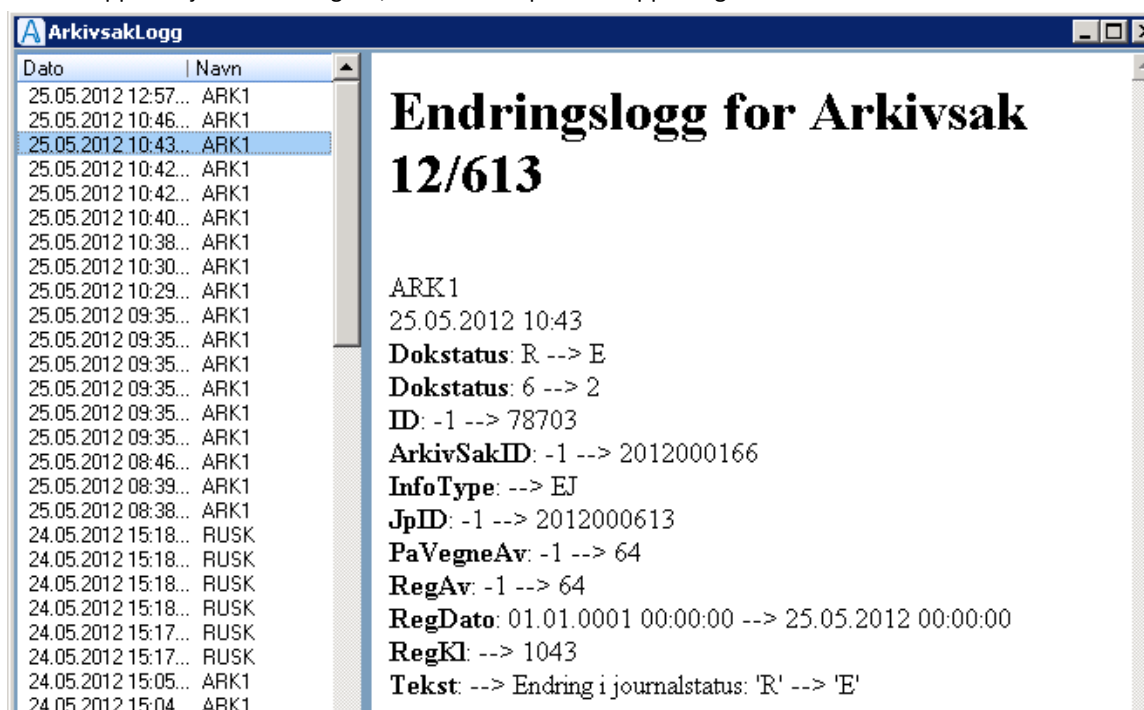 ArkivsakLogg
Dato | Navn
25.05.2012 12:57... ARK1
25.05.2012 10:46... ARK1
25.05.2012 10:43... ARK1
25.05.2012 10:42... ARK1
25.05.2012 10:42... ARK1
25.05.2012 10:40... ARK1
25.05.2012 10:38... ARK1
25.05.2012 10:30... ARK1
25.05.2012 10:29... ARK1
25.05.2012 09:35... ARK1
25.05.2012 09:35... ARK1
25.05.2012 09:35... ARK1
25.05.2012 09:35... ARK1
25.05.2012 09:35... ARK1
25.05.2012 09:35... ARK1
25.05.2012 08:46... ARK1
25.05.2012 08:39... ARK1
25.05.2012 08:38... ARK1
24.05.2012 15:18... RUSK
24.05.2012 15:18... RUSK
24.05.2012 15:18... RUSK
24.05.2012 15:18... RUSK
24.05.2012 15:17... RUSK
24.05.2012 15:17... RUSK
24.05.2012 15:05... ARK1
24.05.2012 15:04 ARK1
Endringslogg for Arkivsak
12/613
ARK1
25.05.2012 10:43
Dokstatus: R --> E
Dokstatus: 6 --> 2
ID: -1 --> 78703
ArkivSakID: -1 --> 2012000166
InfoType: --> EJ
JpID: -1 --> 2012000613
PaVegneAv: -1 --> 64
RegAv: -1 --> 64
RegDato: 01.01.0001 00:00:00 --> 25.05.2012 00:00:00
RegKl: --> 1043
Tekst: --> Endring i journalstatus: 'R' --> 'E'